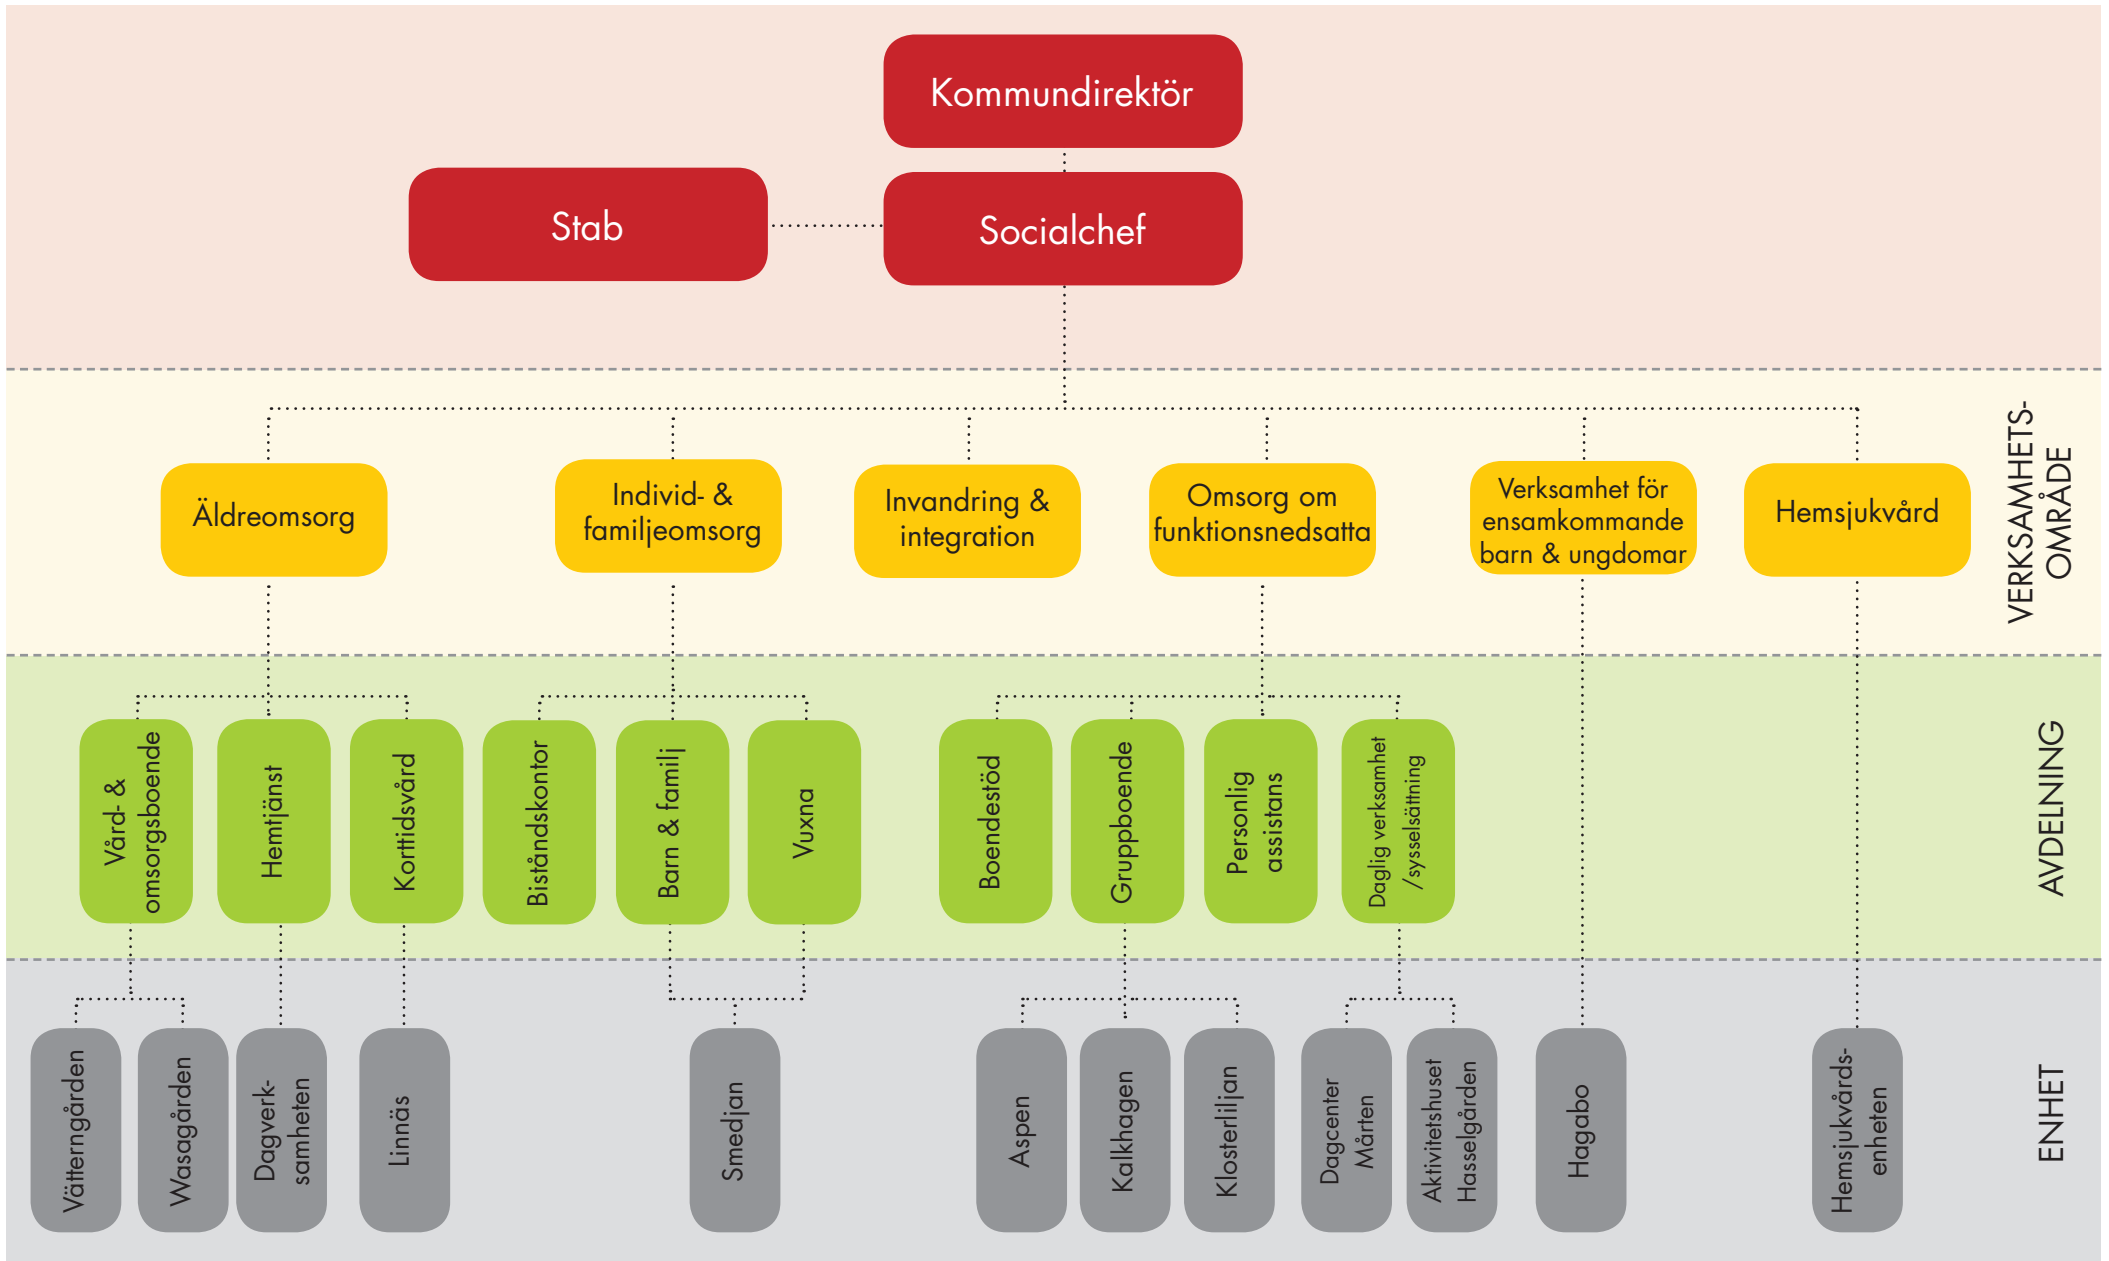 Kommundirektör
Stab
Socialchef
VERKSAMHETS-
OMRÅDE
Äldreomsorg
Individ- &
familjeomsorg
Invandring &
integration
Omsorg om
funktionsnedsatta
Verksamhet för
ensamkommande
barn & ungdomar
Hemsjukvård
AVDELNING
Vård- &
omsorgsboende
Hemtjänst
Korttidsvård
Biståndskontor
Barn & familj
Vuxna
Boendestöd
Gruppboende
Personlig
assistans
Daglig verksamhet
/sysselsättning
ENHET
Vätterngården
Wasagården
Dagverk-
samheten
Linnäs
Smedjan
Aspen
Kalkhagen
Klosterliljan
Dagcenter
Mårten
Aktivitetshuset
Hasselgården
Hagabo
Hemsjukvårds-
enheten